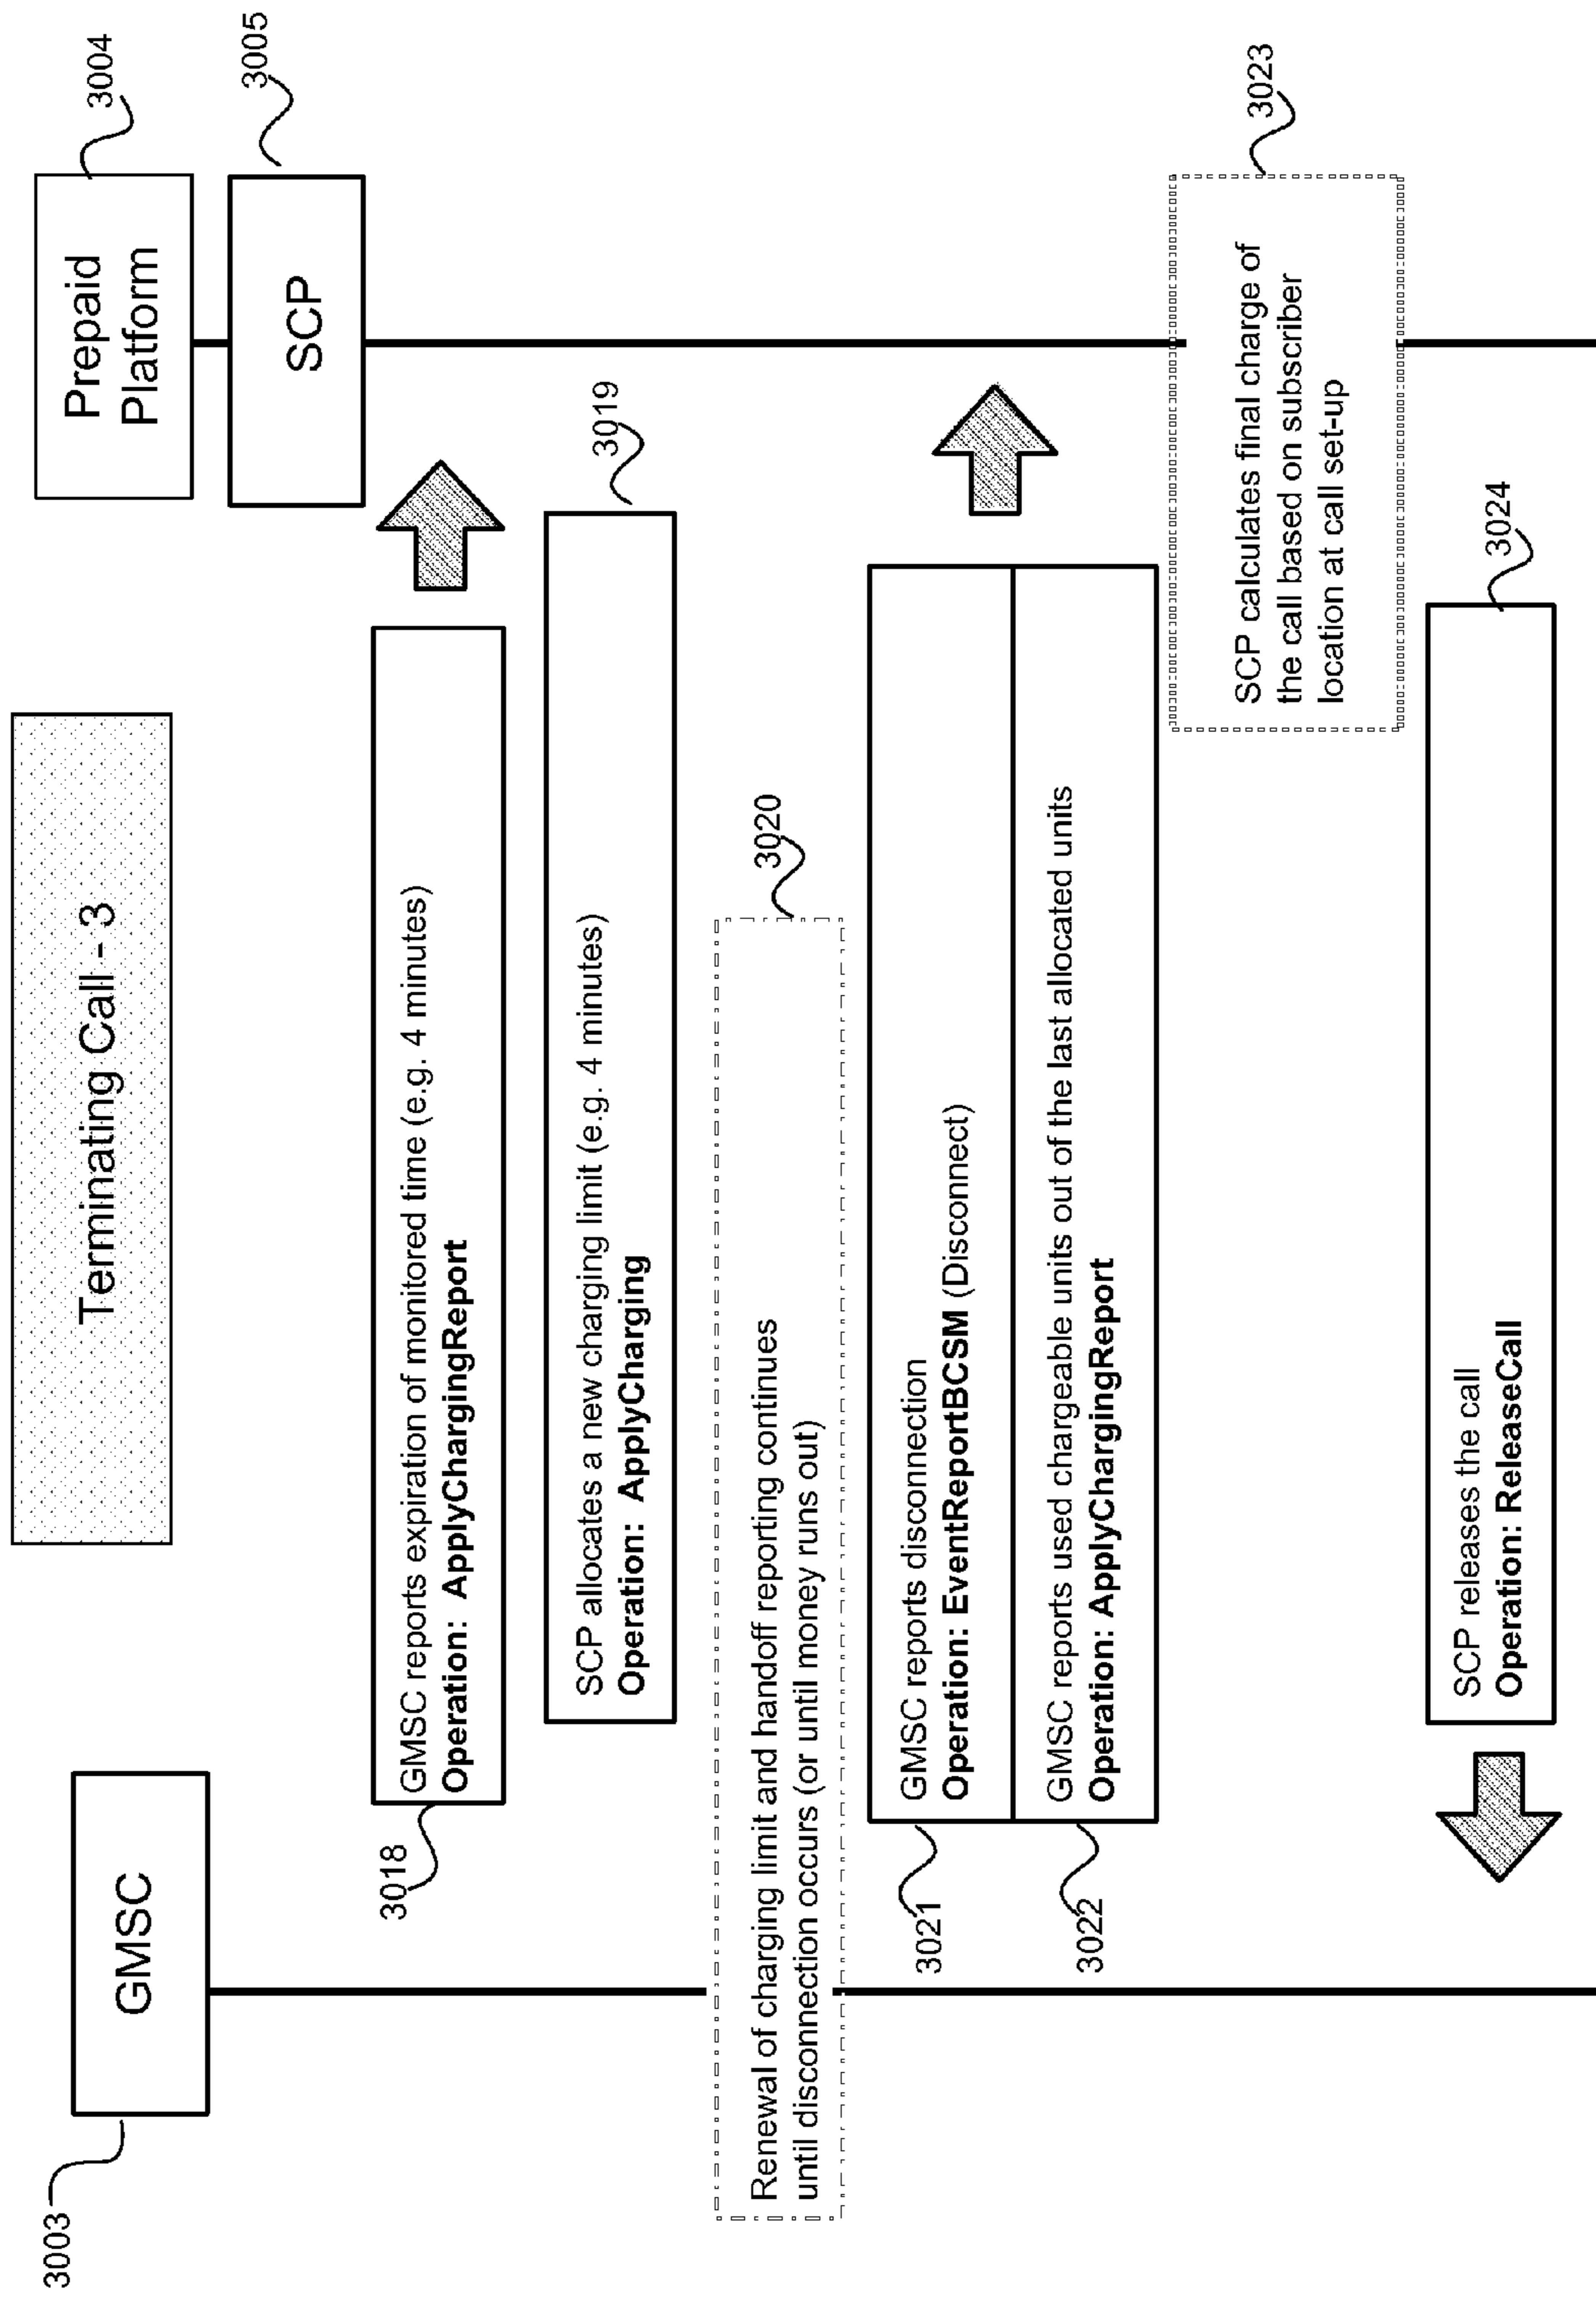 Terminating Call - 3
3003
GMSC
Prepaid
Platform
3004
SCP
3005
3018
GMSC reports expiration of monitored time (e.g. 4 minutes)
Operation: ApplyChargingReport
SCP allocates a new charging limit (e.g. 4 minutes)
Operation: ApplyCharging
3019
Renewal of charging limit and handoff reporting continues
until disconnection occurs (or until money runs out)
3020
3021
GMSC reports disconnection
Operation: EventReportBCSM (Disconnect)
3022
GMSC reports used chargeable units out of the last allocated units
Operation: ApplyChargingReport
SCP calculates final charge of
the call based on subscriber
location at call set-up
3023
SCP releases the call
Operation: ReleaseCall
3024